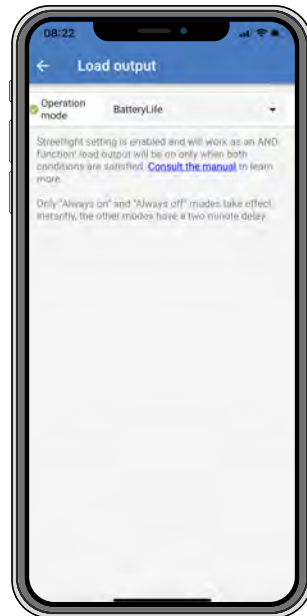 08:22
Load output
Operation mode
BatteryLife
Streetlight setting is enabled and will work as an AND
function: load output will be on only when both
conditions are satisfied. Consult the manual to learn
more.
Only "Always on" and "Always off" modes take effect
instantly, the other modes have a two minute delay.